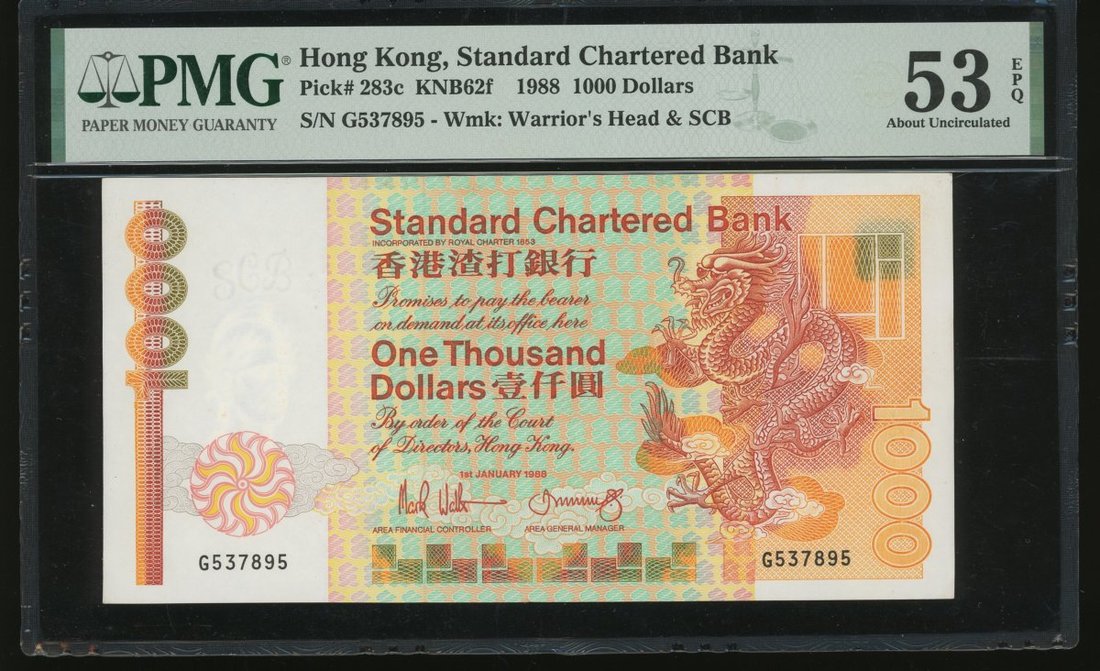 PMG®
PAPER MONEY GUARANTY
Hong Kong, Standard Chartered Bank
Pick# 283c KNB62f 1988 1000 Dollars
S/N G537895 - Wmk: Warrior's Head & SCB
53
EPQ
About Uncirculated
1000
SCB
Standard Chartered Bank
INCORPORATED BY ROYAL CHARTER 1853
香港渣打銀行
Promises to pay the bearer
on demand at its office here
One Thousand
Dollars 壹仟圓
By order of the Court
of Directors, Hong Kong.
1st JANUARY 1988
AREA FINANCIAL CONTROLLER AREA GENERAL MANAGER
G537895
G537895
1000